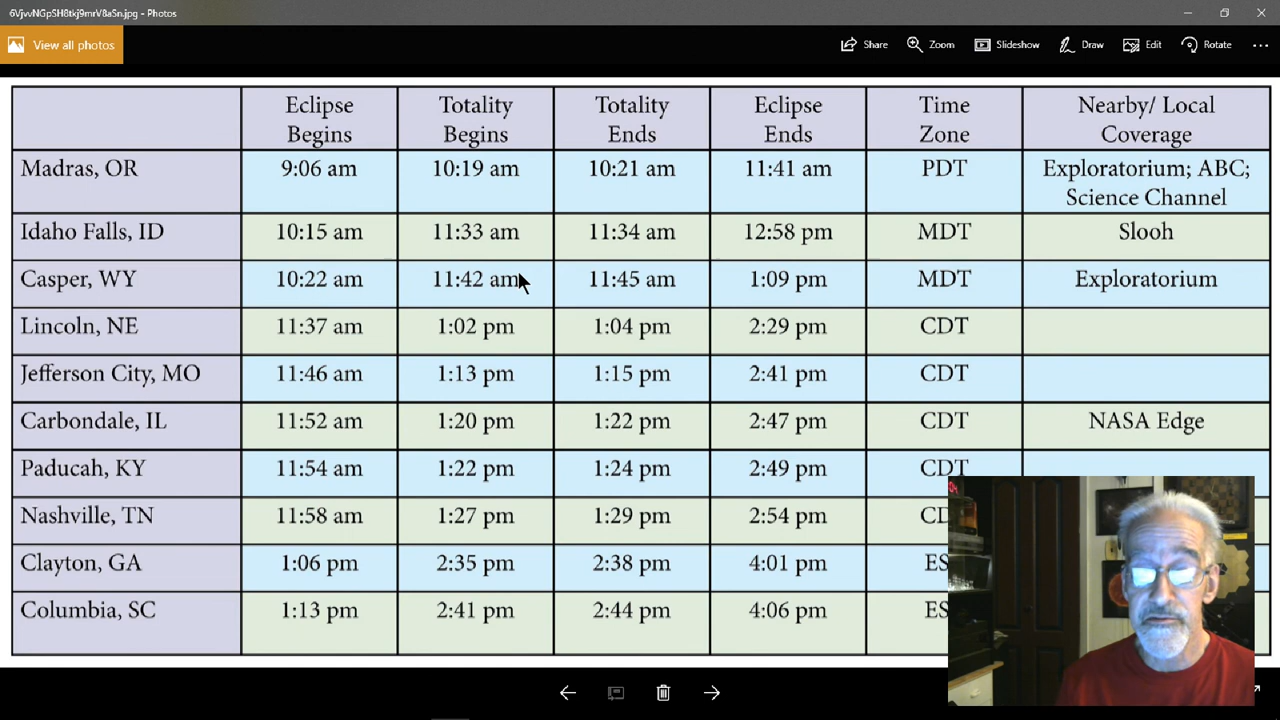 6VjvvNGpSH8tkj9mrV8aSn.jpg - Photos
View all photos Share Zoom Slideshow Draw Edit Rotate
Eclipse Begins Totality Begins Totality Ends Eclipse Ends Time Zone Nearby/ Local Coverage
Madras, OR 9:06 am 10:19 am 10:21 am 11:41 am PDT Exploratorium; ABC; Science Channel
Idaho Falls, ID 10:15 am 11:33 am 11:34 am 12:58 pm MDT Slooh
Casper, WY 10:22 am 11:42 am 11:45 am 1:09 pm MDT Exploratorium
Lincoln, NE 11:37 am 1:02 pm 1:04 pm 2:29 pm CDT
Jefferson City, MO 11:46 am 1:13 pm 1:15 pm 2:41 pm CDT
Carbondale, IL 11:52 am 1:20 pm 1:22 pm 2:47 pm CDT NASA Edge
Paducah, KY 11:54 am 1:22 pm 1:24 pm 2:49 pm CDT
Nashville, TN 11:58 am 1:27 pm 1:29 pm 2:54 pm
Clayton, GA 1:06 pm 2:35 pm 2:38 pm 4:01 pm
Columbia, SC 1:13 pm 2:41 pm 2:44 pm 4:06 pm